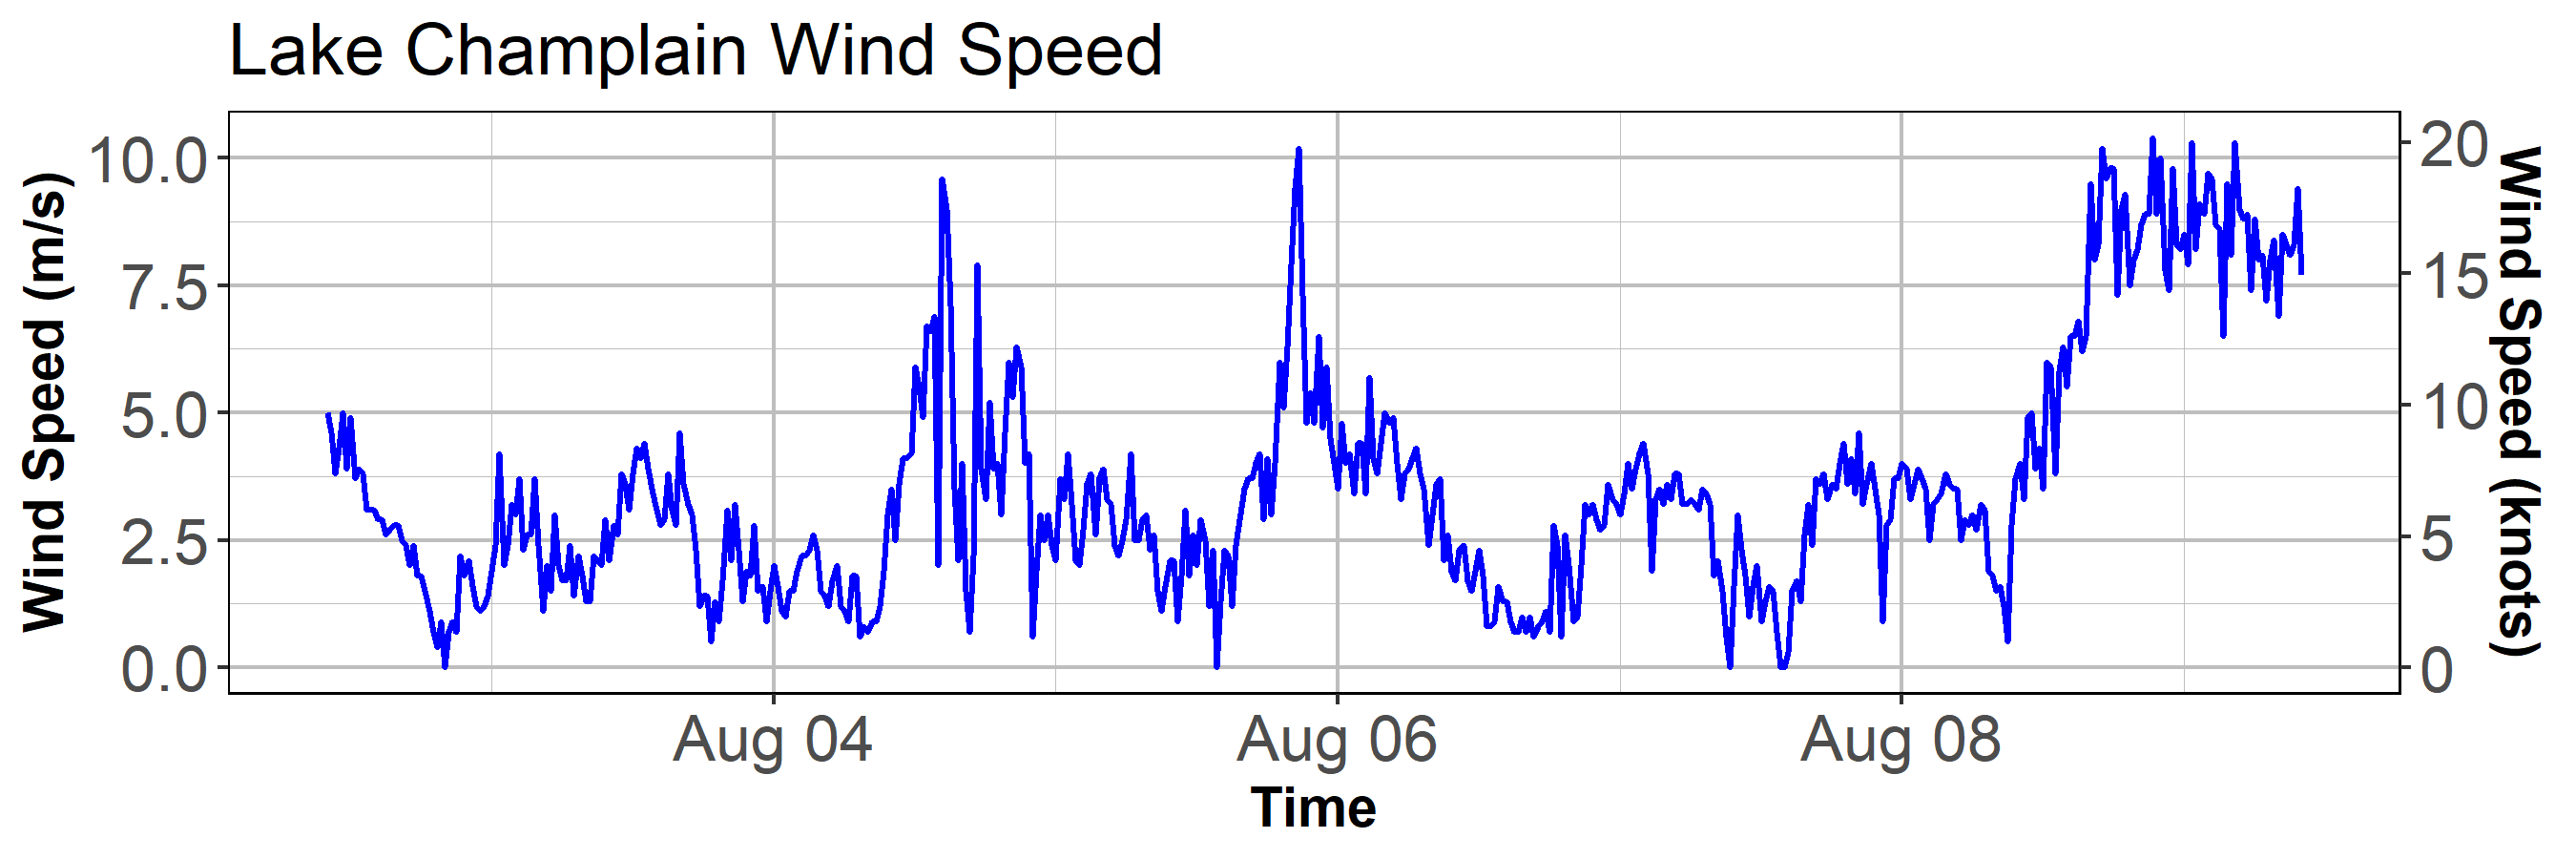 Lake Champlain Wind Speed
Wind Speed (m/s)
10.0
7.5
5.0
2.5
0.0
20
15
10
5
0
Wind Speed (knots)
Aug 04
Aug 06
Aug 08
Time